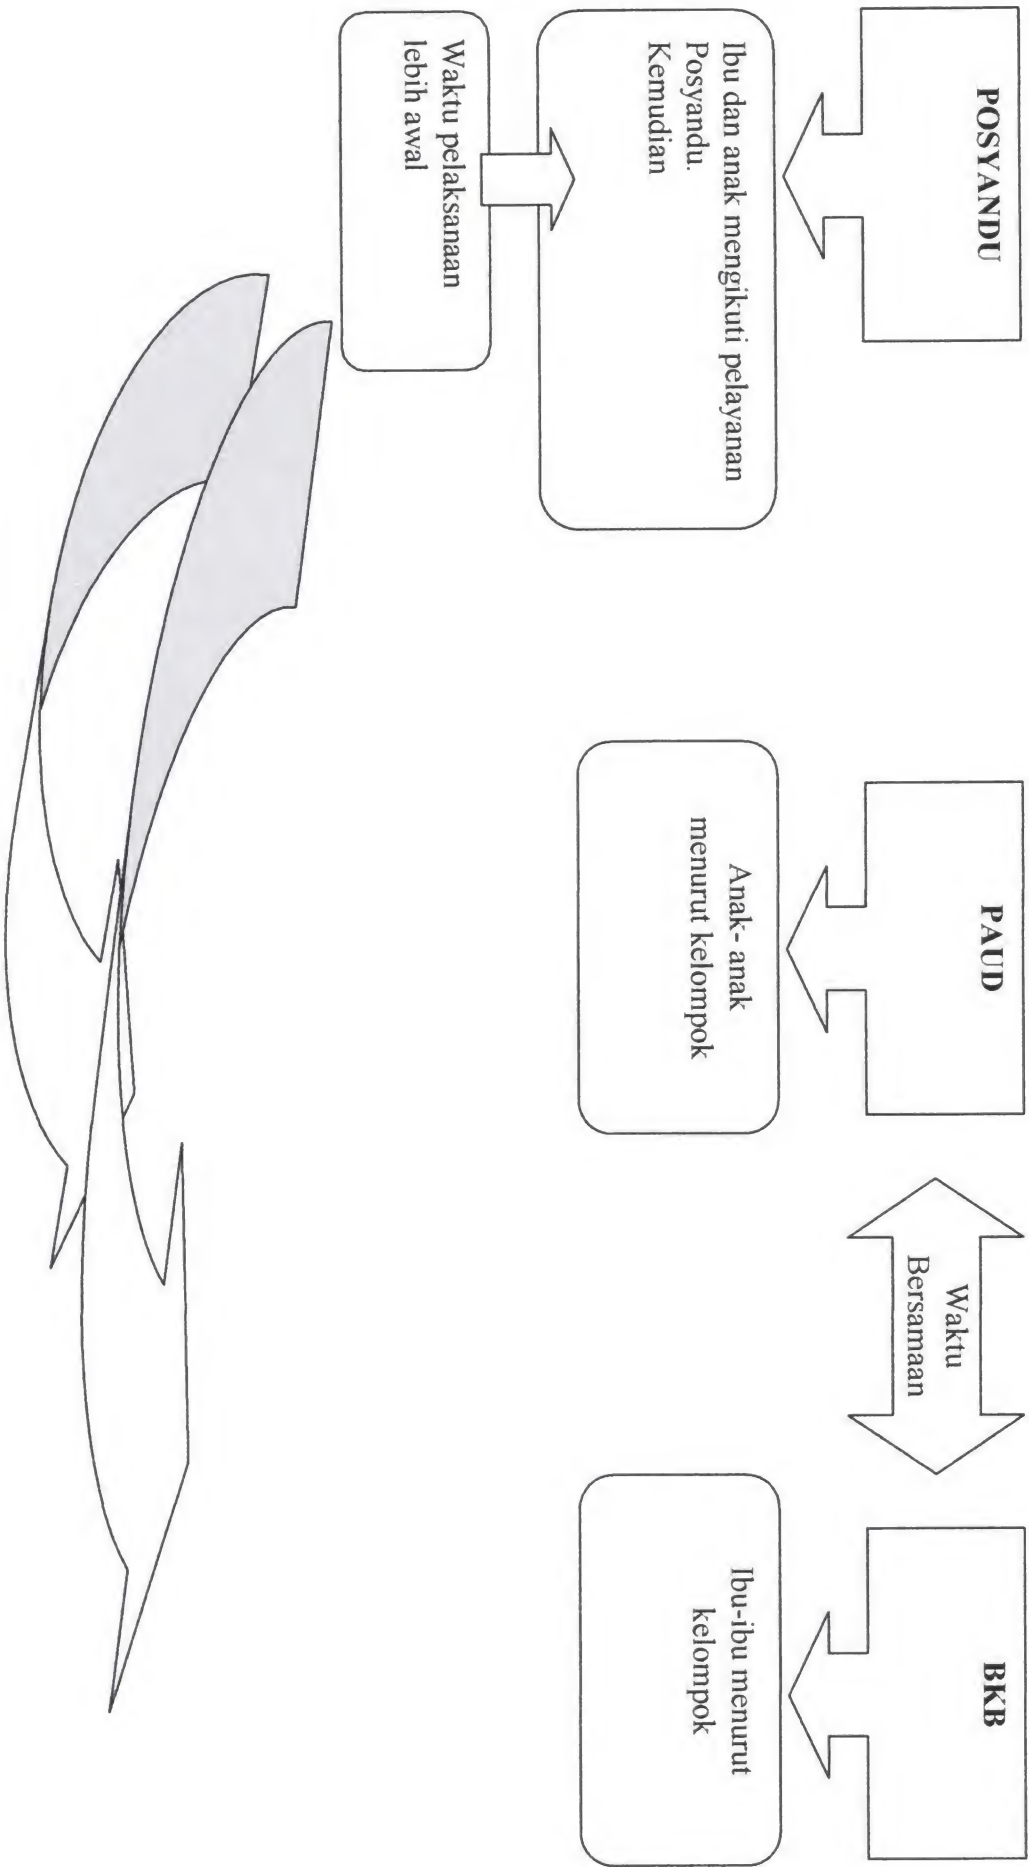 POSYANDU
Ibu dan anak mengikuti pelayanan
Posyandu.
Kemudian
Waktu pelaksanaan
lebih awal
PAUD
Anak- anak
menurut kelompok
Waktu
Bersamaan
BKB
Ibu-ibu menurut
kelompok